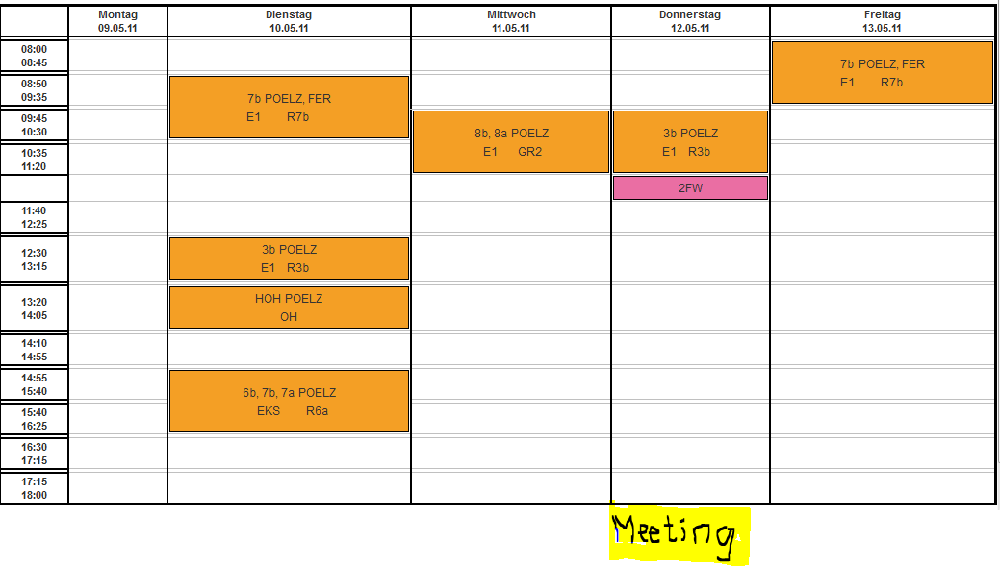 Montag Dienstag Mittwoch Donnerstag Freitag
09.05.11 10.05.11 11.05.11 12.05.11 13.05.11
08:00
08:45
7b POELZ, FER
E1 R7b
08:50
09:35
7b POELZ, FER
E1 R7b
09:45
10:30
8b, 8a POELZ
E1 GR2
3b POELZ
E1 R3b
10:35
11:20
2FW
11:40
12:25
12:30
13:15
3b POELZ
E1 R3b
13:20
14:05
HOH POELZ
OH
14:10
14:55
14:55
15:40
6b, 7b, 7a POELZ
EKS R6a
15:40
16:25
16:30
17:15
17:15
18:00
Meeting